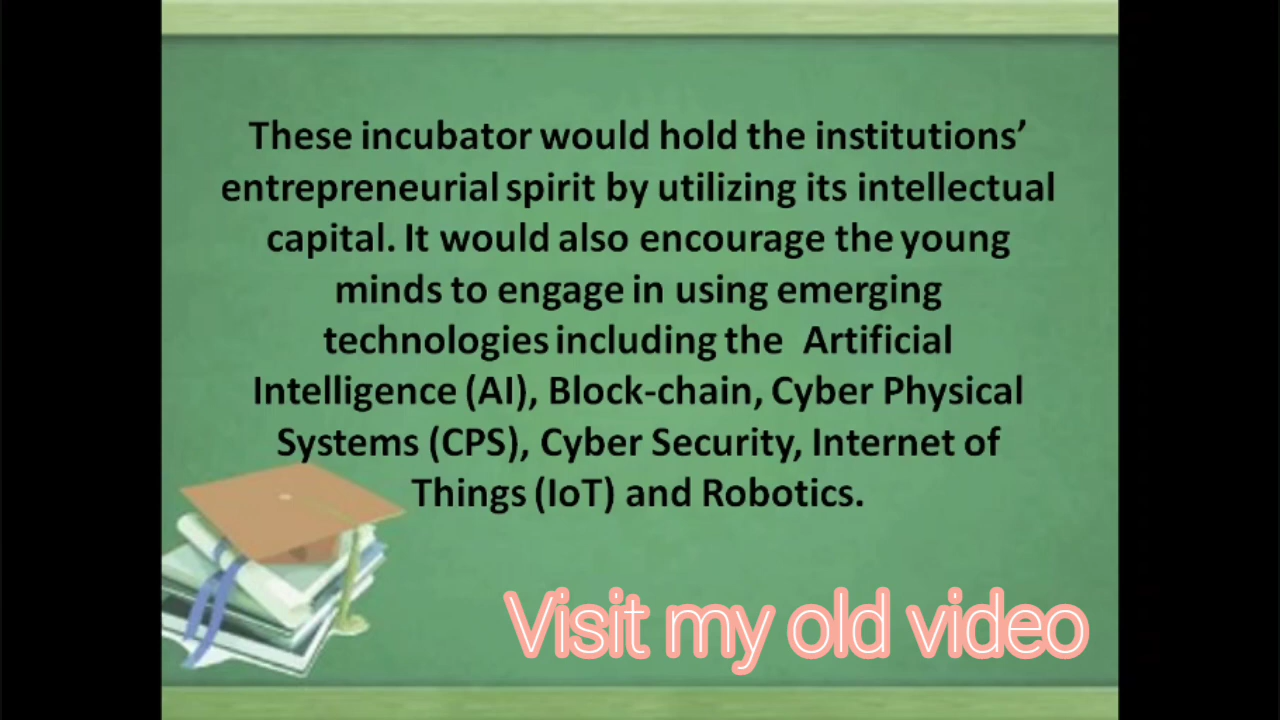 These incubator would hold the institutions’
entrepreneurial spirit by utilizing its intellectual
capital. It would also encourage the young
minds to engage in using emerging
technologies including the Artificial
Intelligence (AI), Block-chain, Cyber Physical
Systems (CPS), Cyber Security, Internet of
Things (IoT) and Robotics.
Visit my old video